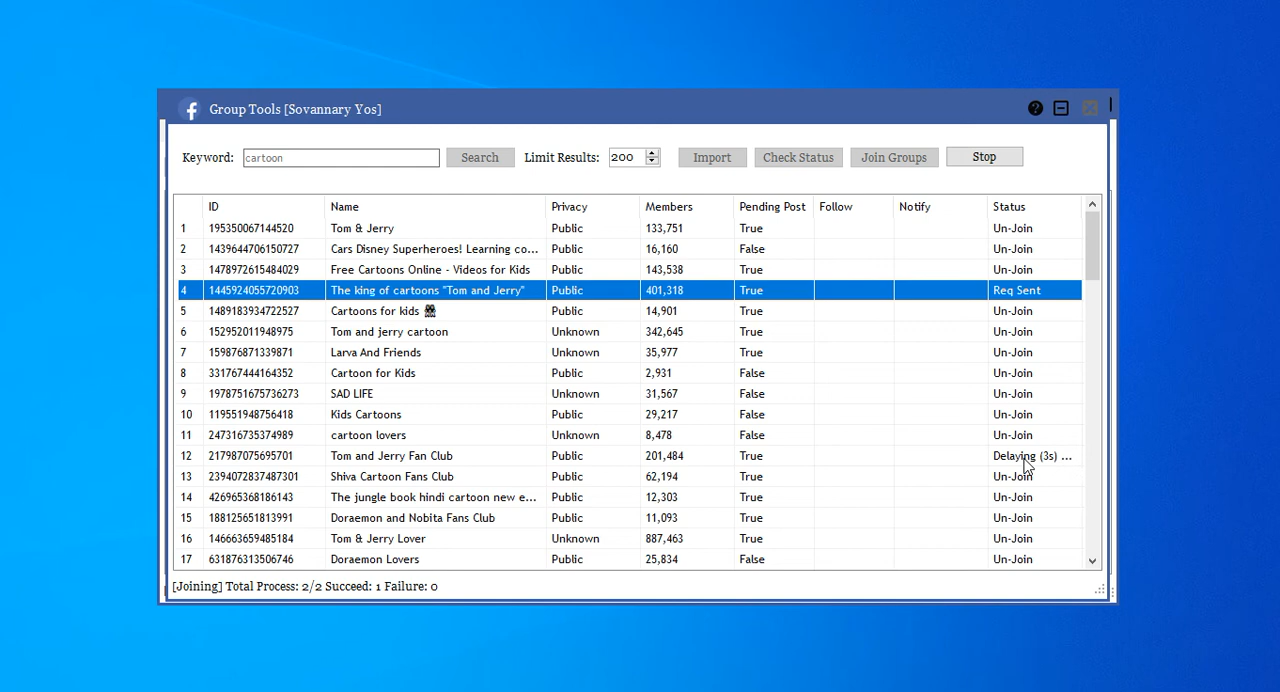 Group Tools [Sovannary Yos]
Keyword: cartoon Search Limit Results: 200 Import Check Status Join Groups Stop
ID Name Privacy Members Pending Post Follow Notify Status
1 195350067144520 Tom & Jerry Public 133,751 True Un-Join
2 1439644706150727 Cars Disney Superheroes! Learning co... Public 16,160 False Un-Join
3 1478972615484029 Free Cartoons Online - Videos for Kids Public 143,538 True Un-Join
4 1445924055720903 The king of cartoons "Tom and Jerry" Public 401,318 True Req Sent
5 1489183934722527 Cartoons for kids Public 14,901 True Un-Join
6 152952011948975 Tom and jerry cartoon Unknown 342,645 True Un-Join
7 159876871339871 Larva And Friends Unknown 35,977 True Un-Join
8 331767444164352 Cartoon for Kids Public 2,931 False Un-Join
9 1978751675736273 SAD LIFE Unknown 31,567 False Un-Join
10 119551948756418 Kids Cartoons Public 29,217 False Un-Join
11 247316735374989 cartoon lovers Unknown 8,478 False Un-Join
12 217987075695701 Tom and Jerry Fan Club Public 201,484 True Delaying (3s) ...
13 2394072837487301 Shiva Cartoon Fans Club Public 62,194 True Un-Join
14 426965368186143 The jungle book hindi cartoon new e... Public 12,303 True Un-Join
15 188125651813991 Doraemon and Nobita Fans Club Public 11,093 True Un-Join
16 146663659485184 Tom & Jerry Lover Unknown 887,463 True Un-Join
17 631876313506746 Doraemon Lovers Public 25,834 False Un-Join
[Joining] Total Process: 2/2 Succeed: 1 Failure: 0